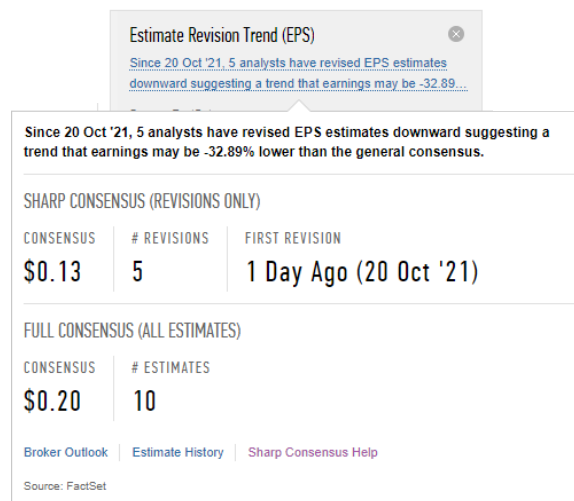 Estimate Revision Trend (EPS)
Since 20 Oct '21, 5 analysts have revised EPS estimates
downward suggesting a trend that earnings may be -32.89...
Since 20 Oct '21, 5 analysts have revised EPS estimates downward suggesting a
trend that earnings may be -32.89% lower than the general consensus.
SHARP CONSENSUS (REVISIONS ONLY)
CONSENSUS # REVISIONS FIRST REVISION
$0.13 5 1 Day Ago (20 Oct '21)
FULL CONSENSUS (ALL ESTIMATES)
CONSENSUS # ESTIMATES
$0.20 10
Broker Outlook Estimate History Sharp Consensus Help
Source: FactSet